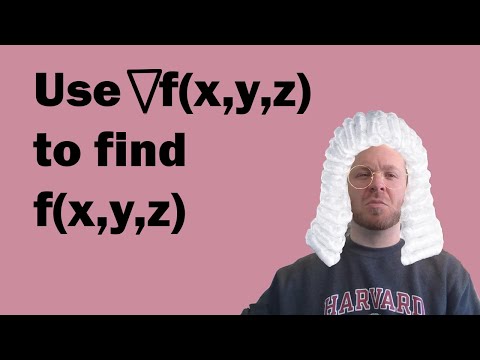 Use ▽f(x,y,z)
to find
f(x,y,z)
HARVARD